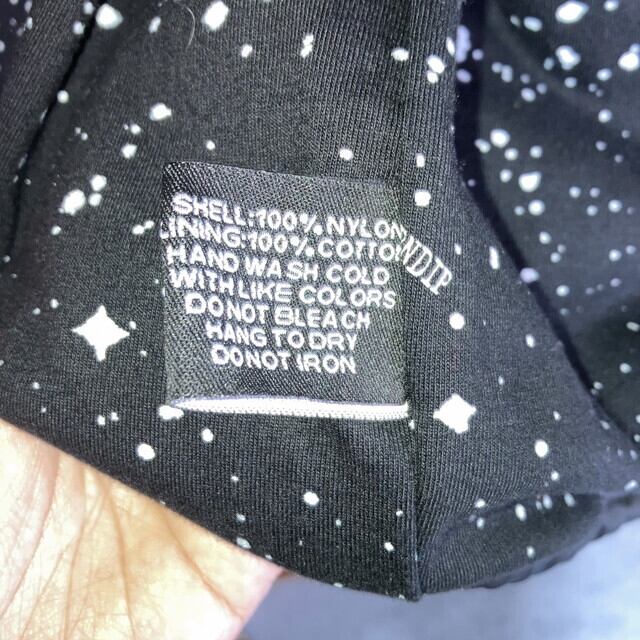 SHELL:100% NYLON
LINING:100% COTTON
HAND WASH COLD
WITH LIKE COLORS
DO NOT BLEACH
HANG TO DRY
DO NOT IRON